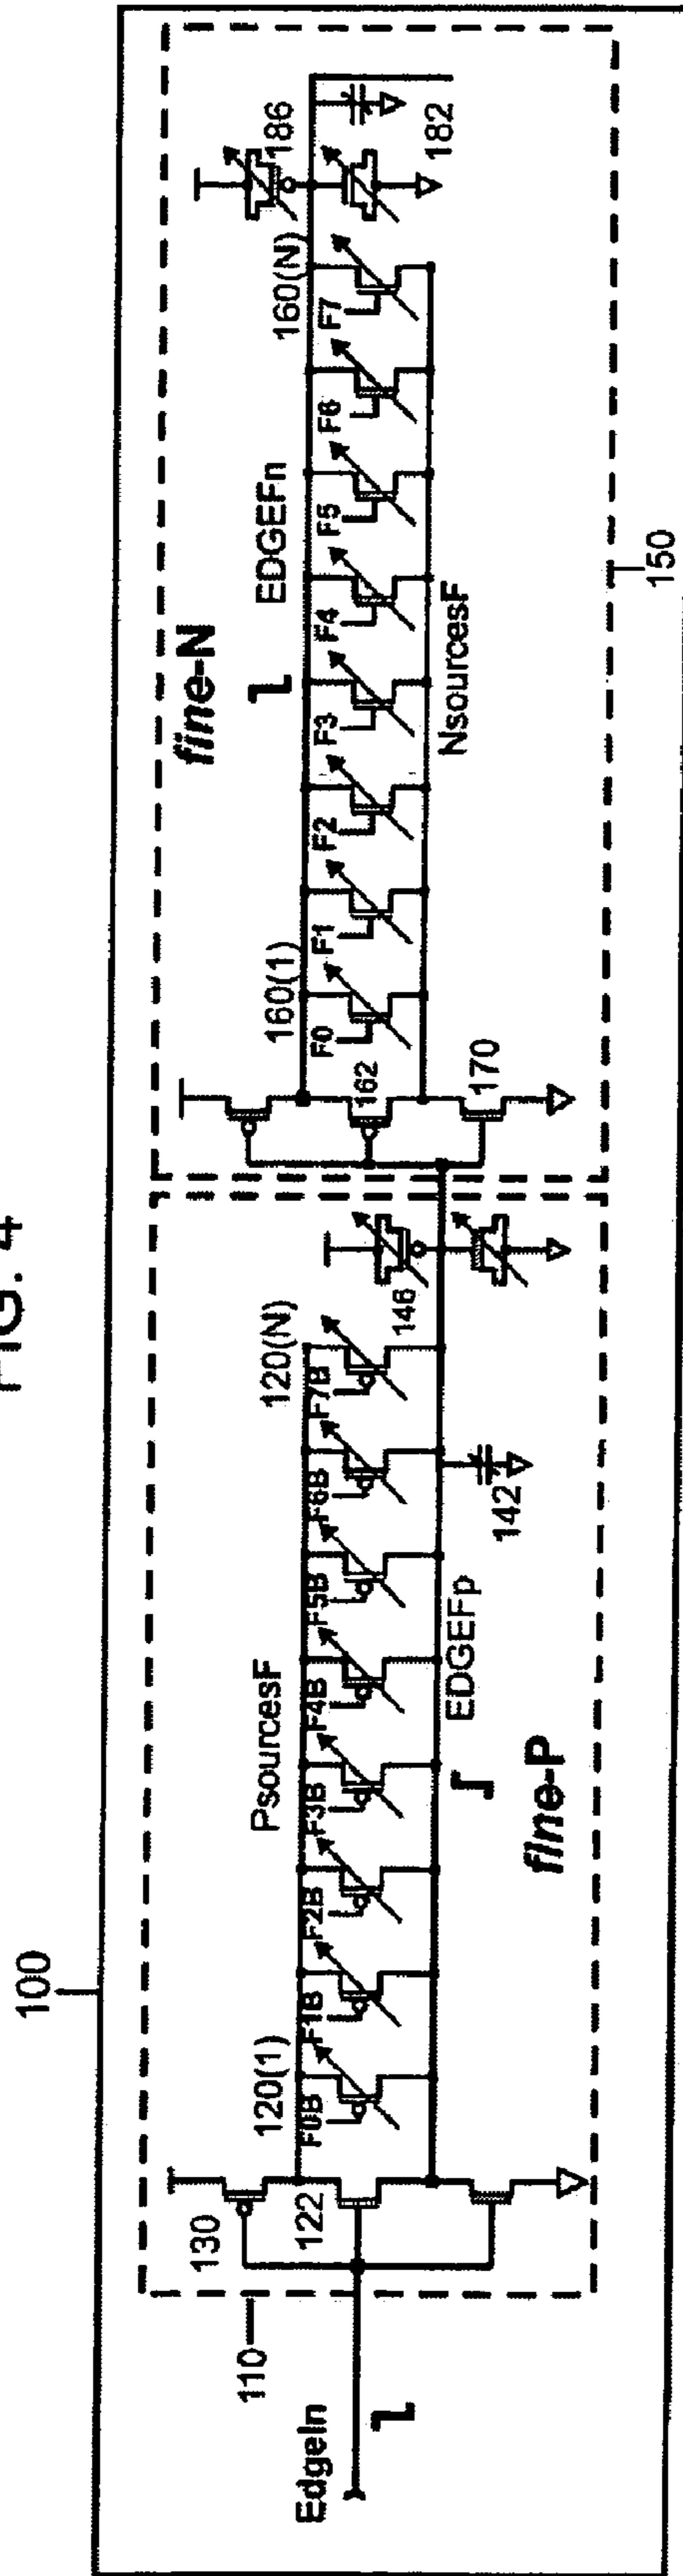 FIG. 4
100
EdgeIn
110
130
122
120(1)
PsourcesF
120(N)
F0B
F1B
F2B
F3B
F4B
F5B
F6B
F7B
EDGEFp
fine-P
142
146
fine-N
162
170
160(1)
EDGEFn
160(N)
F0
F1
F2
F3
F4
F5
F6
F7
NsourcesF
186
182
150